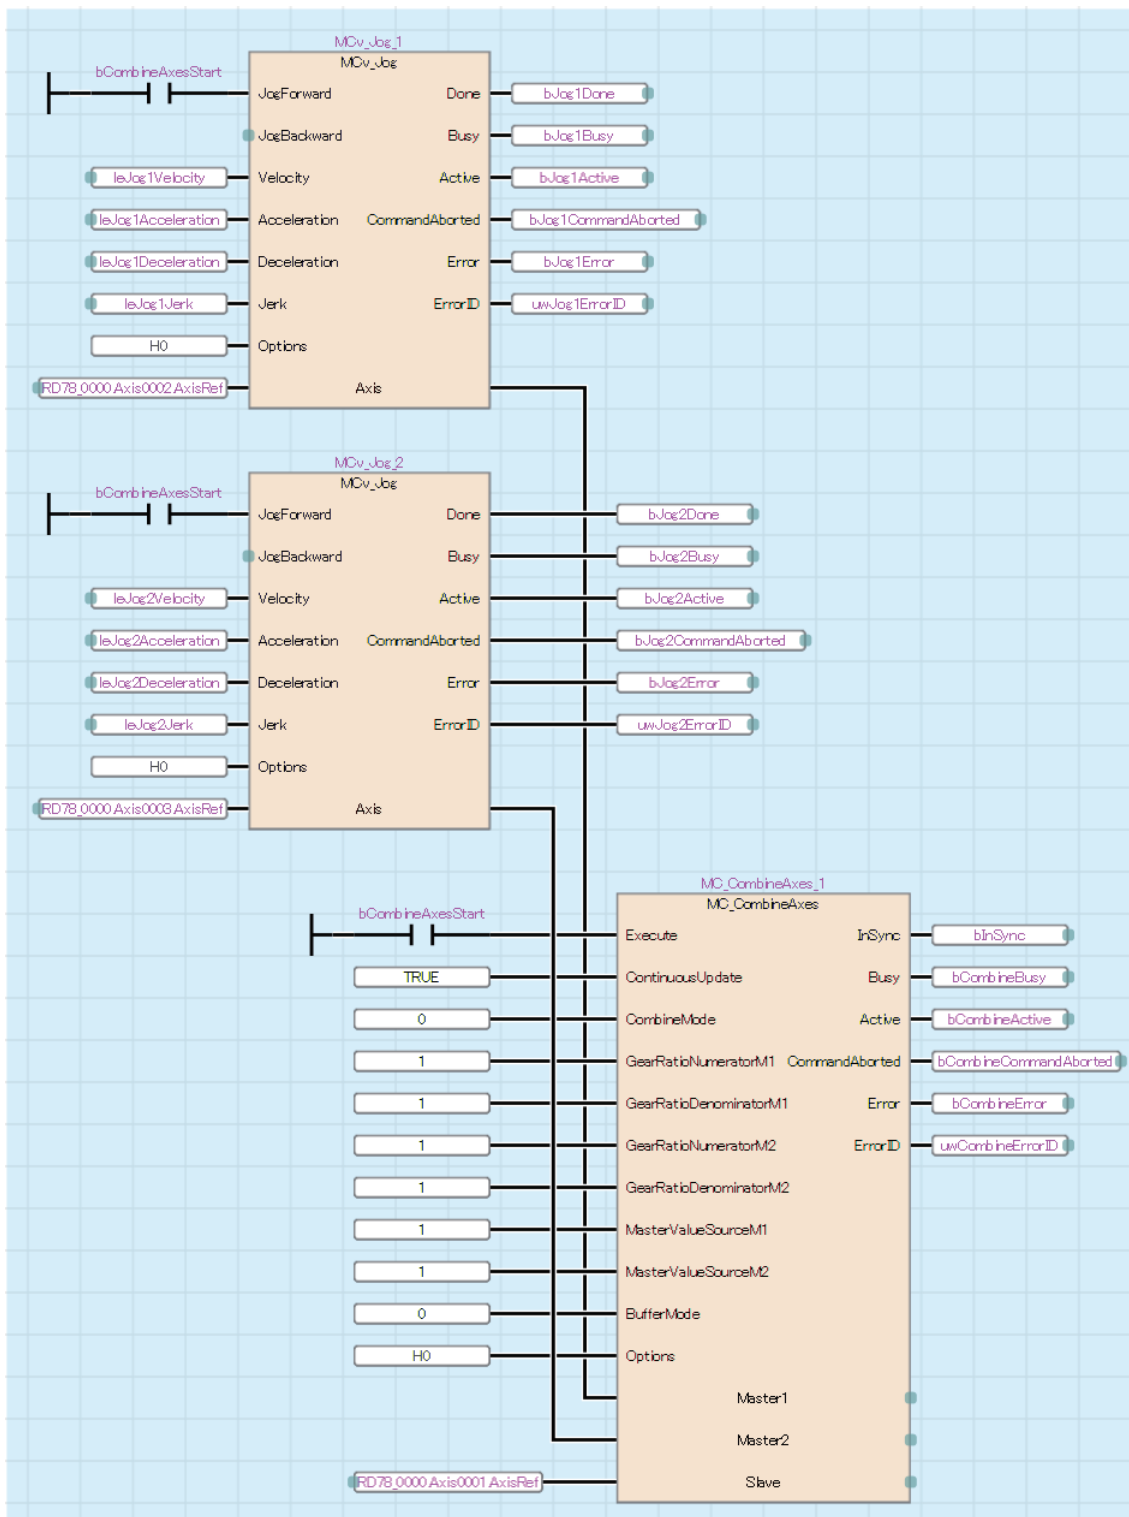 MCv_Jog_1
MCv_Jog
bCombineAxesStart
JogForward Done bJog1Done
JogBackward Busy bJog1Busy
leJog1Velocity Velocity Active bJog1Active
leJog1Acceleration Acceleration CommandAborted bJog1CommandAborted
leJog1Deceleration Deceleration Error bJog1Error
leJog1Jerk Jerk ErrorID uwJog1ErrorID
H0 Options
RD78_0000.Axis0002.AxisRef Axis
MCv_Jog_2
MCv_Jog
bCombineAxesStart
JogForward Done bJog2Done
JogBackward Busy bJog2Busy
leJog2Velocity Velocity Active bJog2Active
leJog2Acceleration Acceleration CommandAborted bJog2CommandAborted
leJog2Deceleration Deceleration Error bJog2Error
leJog2Jerk Jerk ErrorID uwJog2ErrorID
H0 Options
RD78_0000.Axis0003.AxisRef Axis
MC_CombineAxes_1
MC_CombineAxes
bCombineAxesStart
Execute InSync bInSync
TRUE ContinuousUpdate Busy bCombineBusy
0 CombineMode Active bCombineActive
1 GearRatioNumeratorM1 CommandAborted bCombineCommandAborted
1 GearRatioDenominatorM1 Error bCombineError
1 GearRatioNumeratorM2 ErrorID uwCombineErrorID
1 GearRatioDenominatorM2
1 MasterValueSourceM1
1 MasterValueSourceM2
0 BufferMode
H0 Options
Master1
Master2
RD78_0000.Axis0001.AxisRef Slave